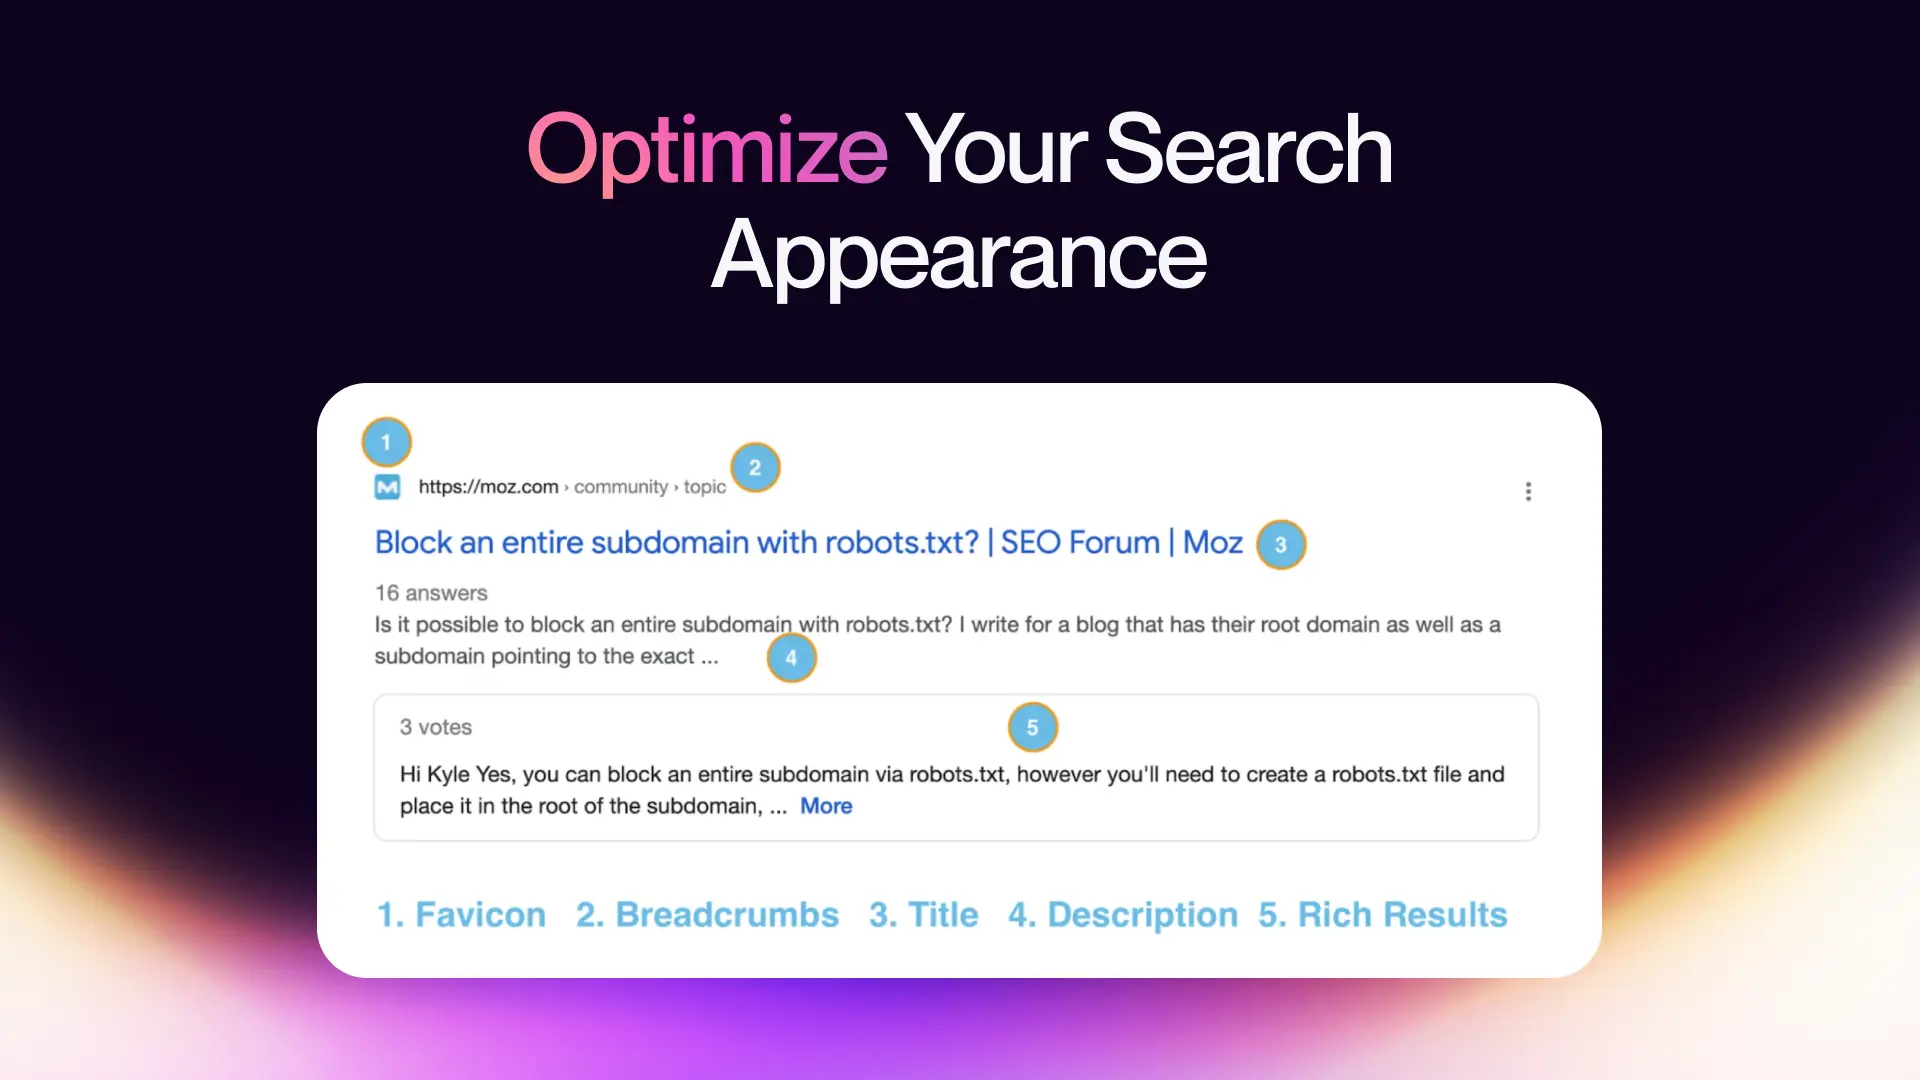 Optimize Your Search
Appearance
1
2
M https://moz.com › community › topic
Block an entire subdomain with robots.txt? | SEO Forum | Moz
3
16 answers
Is it possible to block an entire subdomain with robots.txt? I write for a blog that has their root domain as well as a
subdomain pointing to the exact ...
4
3 votes
5
Hi Kyle Yes, you can block an entire subdomain via robots.txt, however you'll need to create a robots.txt file and
place it in the root of the subdomain, ... More
1. Favicon 2. Breadcrumbs 3. Title 4. Description 5. Rich Results